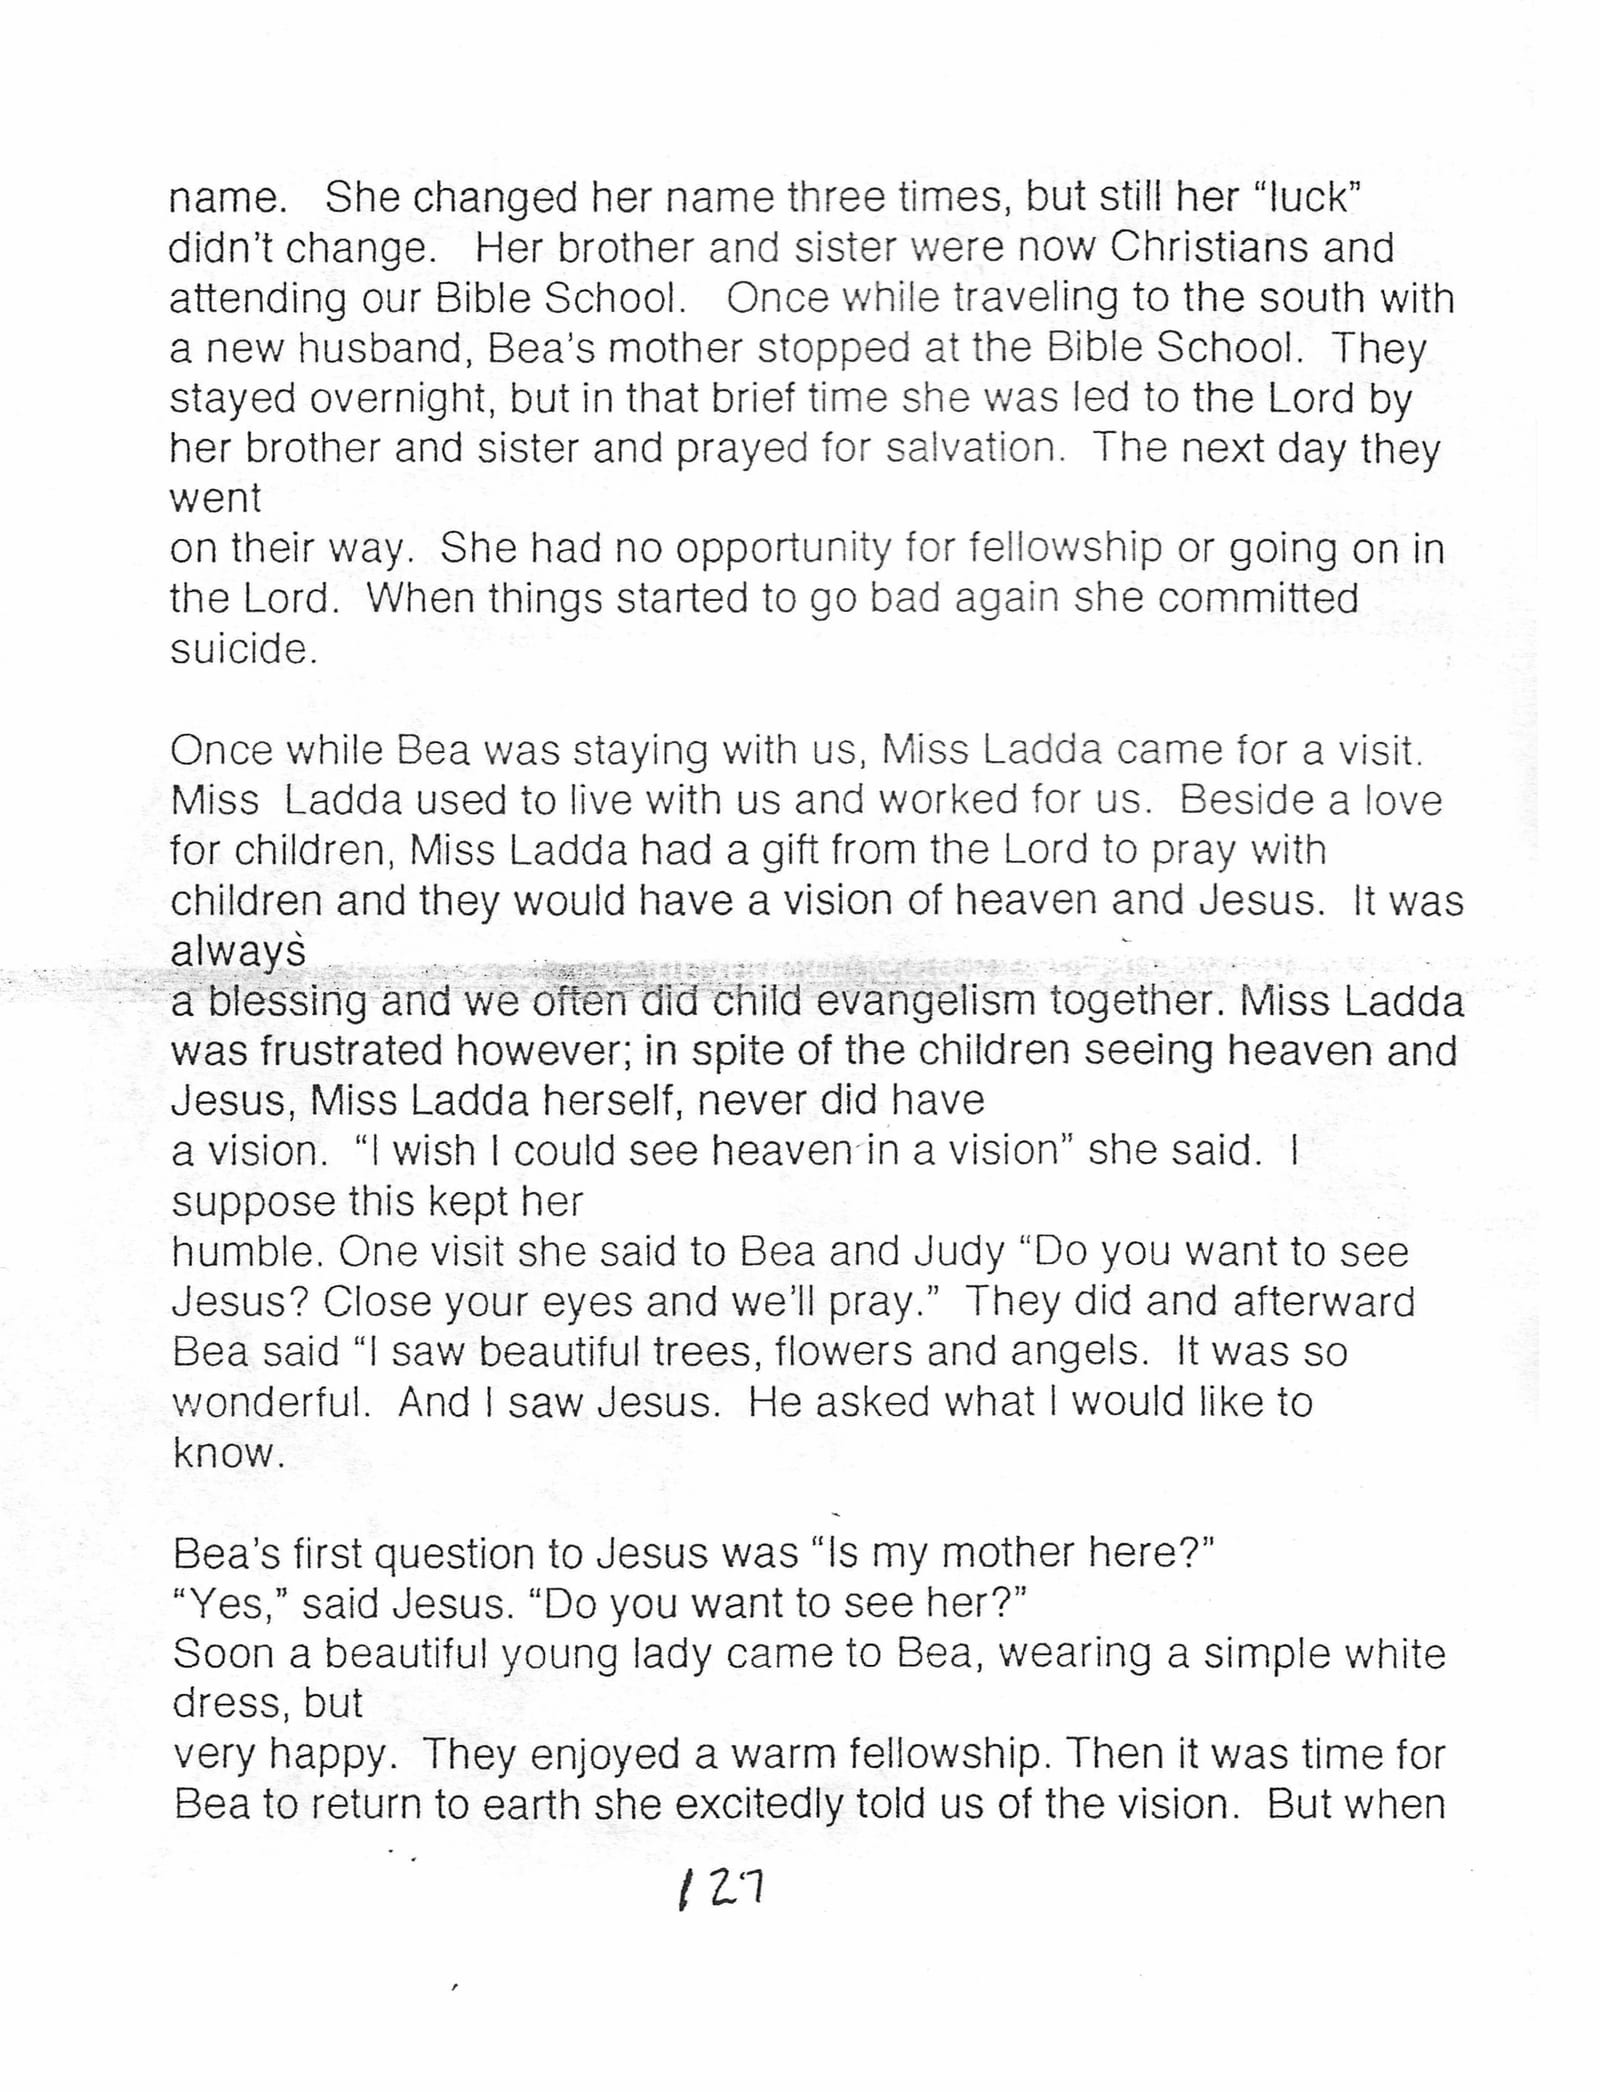 name.   She changed her name three times, but still her “luck”
didn’t change.   Her brother and sister were now Christians and
attending our Bible School.   Once while traveling to the south with
a new husband, Bea’s mother stopped at the Bible School.  They
stayed overnight, but in that brief time she was led to the Lord by
her brother and sister and prayed for salvation.  The next day they
went
on their way.  She had no opportunity for fellowship or going on in
the Lord.  When things started to go bad again she committed
suicide.

Once while Bea was staying with us, Miss Ladda came for a visit.
Miss  Ladda used to live with us and worked for us.  Beside a love
for children, Miss Ladda had a gift from the Lord to pray with
children and they would have a vision of heaven and Jesus.  It was
always
a blessing and we often did child evangelism together. Miss Ladda
was frustrated however; in spite of the children seeing heaven and
Jesus, Miss Ladda herself, never did have
a vision.  “I wish I could see heaven in a vision” she said.  I
suppose this kept her
humble. One visit she said to Bea and Judy “Do you want to see
Jesus? Close your eyes and we’ll pray.”  They did and afterward
Bea said “I saw beautiful trees, flowers and angels.  It was so
wonderful.  And I saw Jesus.  He asked what I would like to
know.

Bea’s first question to Jesus was “Is my mother here?”
“Yes,” said Jesus. “Do you want to see her?”
Soon a beautiful young lady came to Bea, wearing a simple white
dress, but
very happy.  They enjoyed a warm fellowship. Then it was time for
Bea to return to earth she excitedly told us of the vision.  But when
127